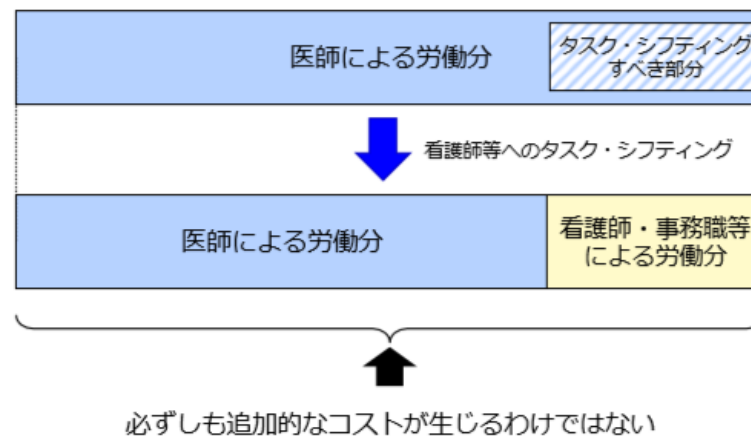 医師による労働分
タスク・シフティング
すべき部分
看護師等へのタスク・シフティング
医師による労働分
看護師・事務職等
による労働分
必ずしも追加的なコストが生じるわけではない